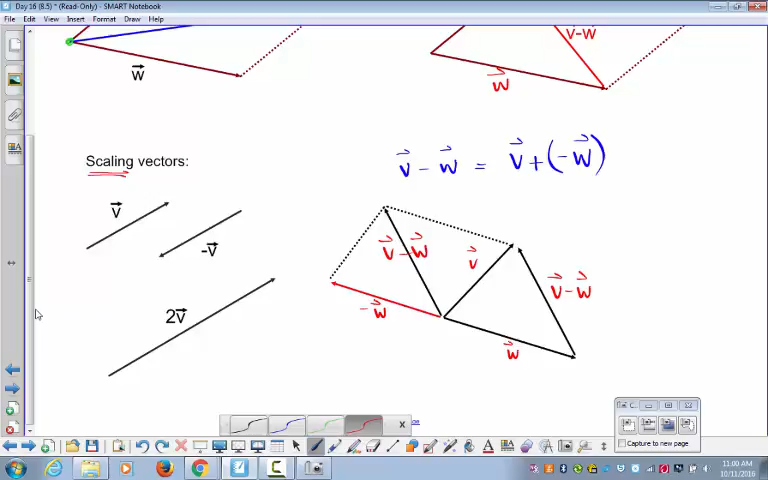 Day 16 (8.5) * (Read-Only) - SMART Notebook
File Edit View Insert Format Draw Help
w⃗
v-w
w⃗
Scaling vectors:
v⃗ - w⃗ = v⃗ + (-w⃗)
v⃗
-v⃗
v⃗ - w⃗
v⃗
2v⃗
-w⃗
v⃗ - w⃗
w⃗
Capture to new page
11:00 AM
10/11/2016